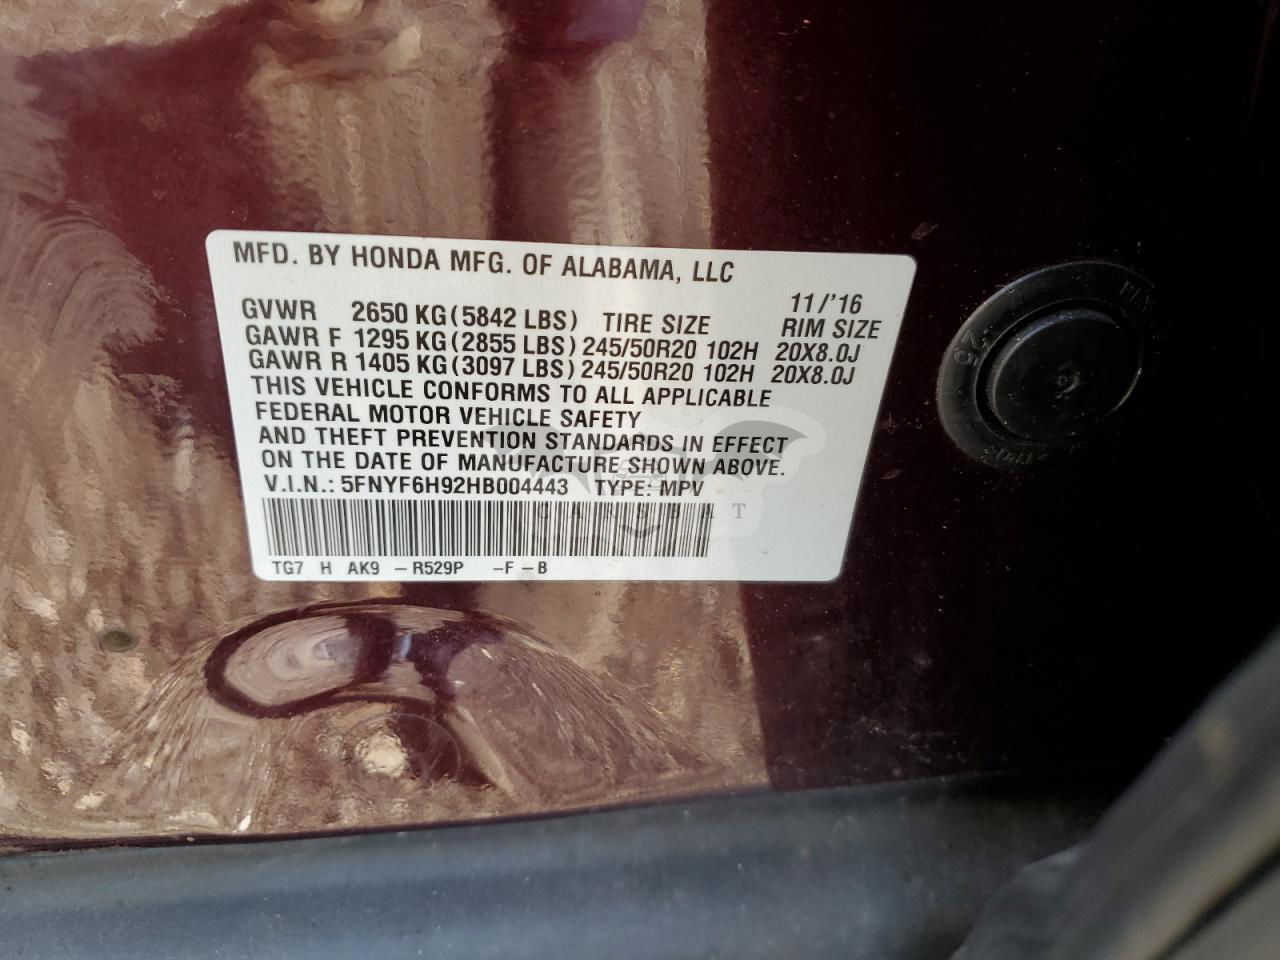 MFD. BY HONDA MFG. OF ALABAMA, LLC
11/'16
GVWR 2650 KG(5842 LBS) TIRE SIZE RIM SIZE
GAWR F 1295 KG(2855 LBS) 245/50R20 102H 20X8.0J
GAWR R 1405 KG(3097 LBS) 245/50R20 102H 20X8.0J
THIS VEHICLE CONFORMS TO ALL APPLICABLE
FEDERAL MOTOR VEHICLE SAFETY
AND THEFT PREVENTION STANDARDS IN EFFECT
ON THE DATE OF MANUFACTURE SHOWN ABOVE.
V.I.N.: 5FNYF6H92HB004443 TYPE: MPV
CARSBAT
TG7 H AK9 -R529P -F-B
25